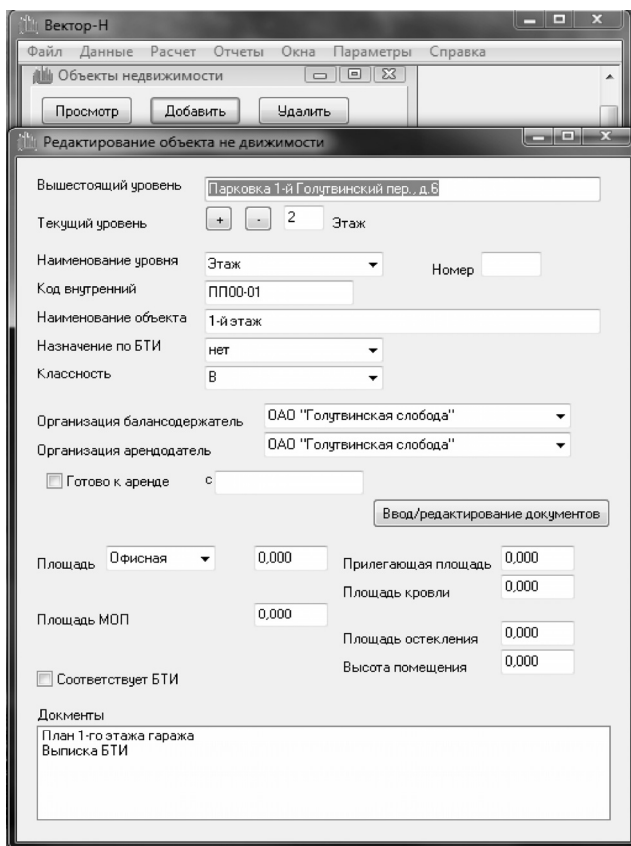 Вектор-Н
Файл Данные Расчет Отчеты Окна Параметры Справка
Объекты недвижимости
Просмотр Добавить Удалить
Редактирование объекта не движимости
Вышестоящий уровень Парковка 1-й Голутвинский пер., д.6
Текущий уровень + - 2 Этаж
Наименование уровня Этаж Номер
Код внутренний ПП00-01
Наименование объекта 1-й этаж
Назначение по БТИ нет
Классность В
Организация балансодержатель ОАО "Голутвинская слобода"
Организация арендодатель ОАО "Голутвинская слобода"
Готово к аренде с
Ввод/редактирование документов
Площадь Офисная 0,000 Прилегающая площадь 0,000
Площадь кровли 0,000
Площадь МОП 0,000
Площадь остекления 0,000
Высота помещения 0,000
Соответствует БТИ
Докменты
План 1-го этажа гаража
Выписка БТИ